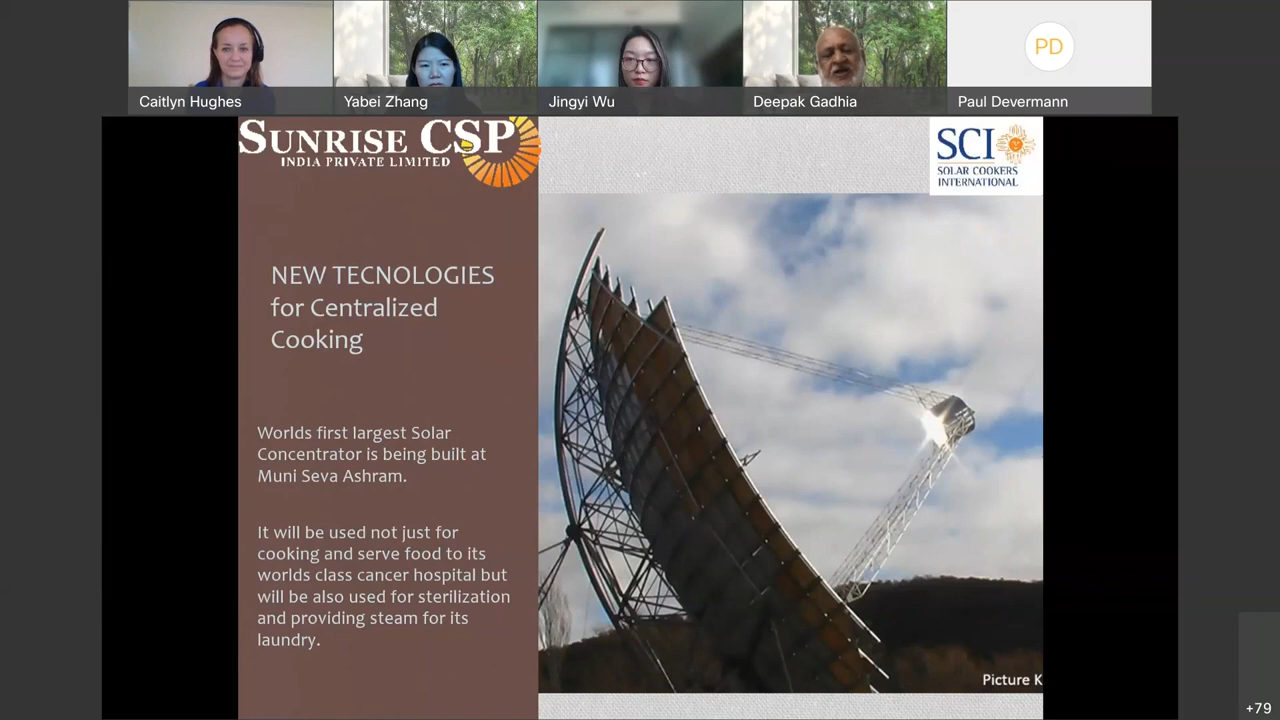 Caitlyn Hughes
Yabei Zhang
Jingyi Wu
Deepak Gadhia
PD
Paul Devermann
SUNRISE CSP
INDIA PRIVATE LIMITED
SCI
SOLAR COOKERS
INTERNATIONAL
NEW TECNOLOGIES
for Centralized
Cooking
Worlds first largest Solar
Concentrator is being built at
Muni Seva Ashram.
It will be used not just for
cooking and serve food to its
worlds class cancer hospital but
will be also used for sterilization
and providing steam for its
laundry.
Picture K
+79